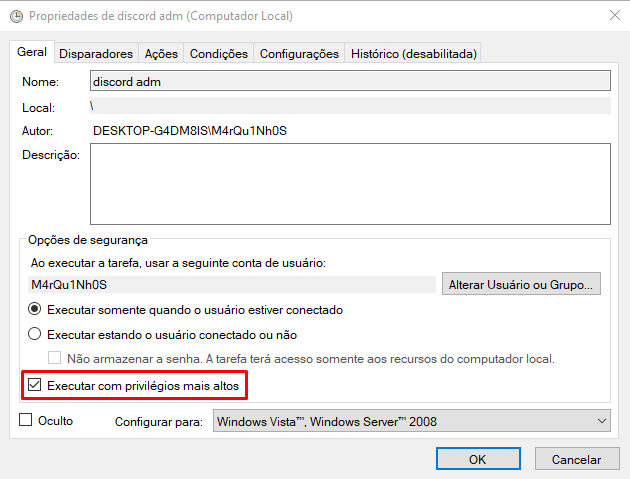 Propriedades de discord adm (Computador Local)
Geral Disparadores Ações Condições Configurações Histórico (desabilitada)
Nome: discord adm
Local: \
Autor: DESKTOP-G4DM8IS\M4rQu1Nh0S
Descrição:
Opções de segurança
Ao executar a tarefa, usar a seguinte conta de usuário:
M4rQu1Nh0S Alterar Usuário ou Grupo...
Executar somente quando o usuário estiver conectado
Executar estando o usuário conectado ou não
Não armazenar a senha. A tarefa terá acesso somente aos recursos do computador local.
Executar com privilégios mais altos
Oculto Configurar para: Windows Vista™, Windows Server™ 2008
OK Cancelar